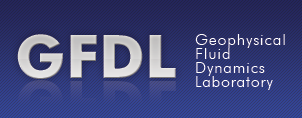 GFDL
Geophysical
Fluid
Dynamics
Laboratory